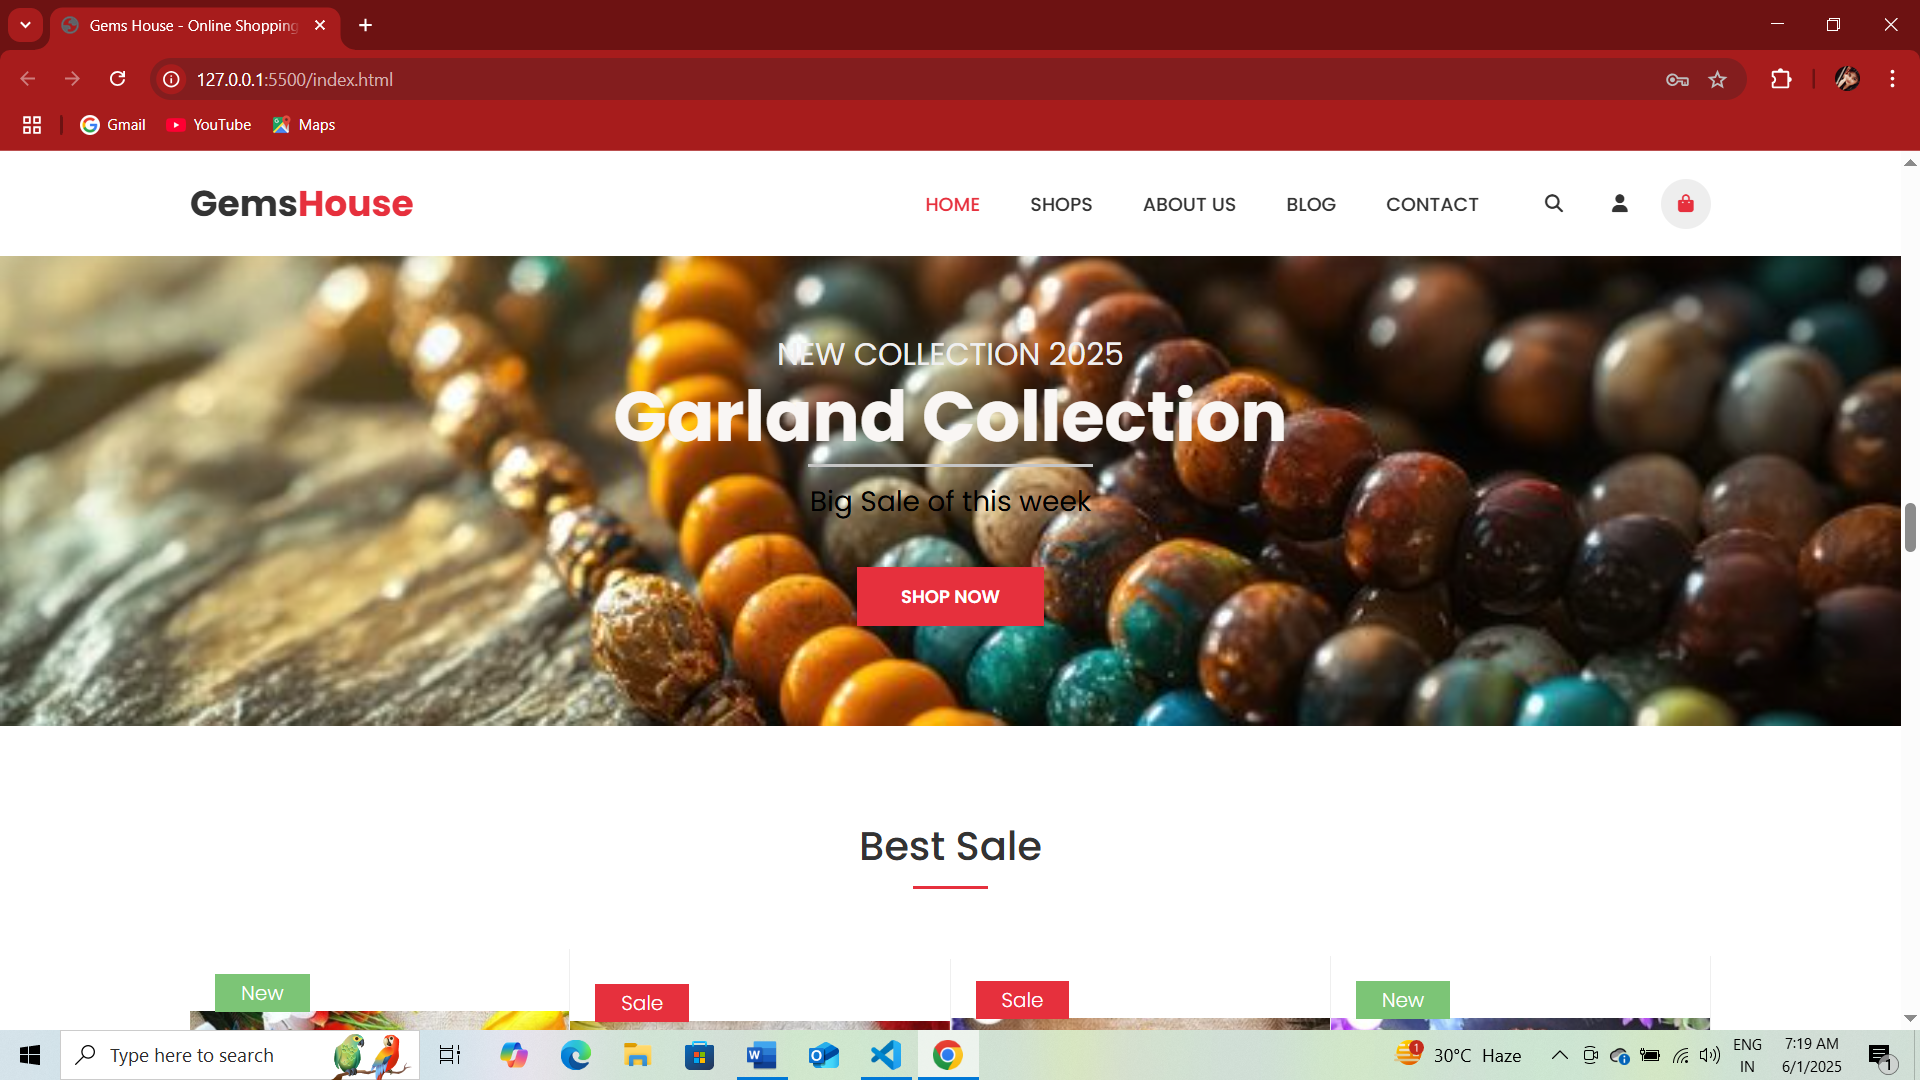 Gems House - Online Shopping
127.0.0.1:5500/index.html
Gmail YouTube Maps
GemsHouse HOME SHOPS ABOUT US BLOG CONTACT
NEW COLLECTION 2025
Garland Collection
Big Sale of this week
SHOP NOW
Best Sale
New Sale Sale New
Type here to search 1 30°C Haze ENG IN 7:19 AM 6/1/2025 1